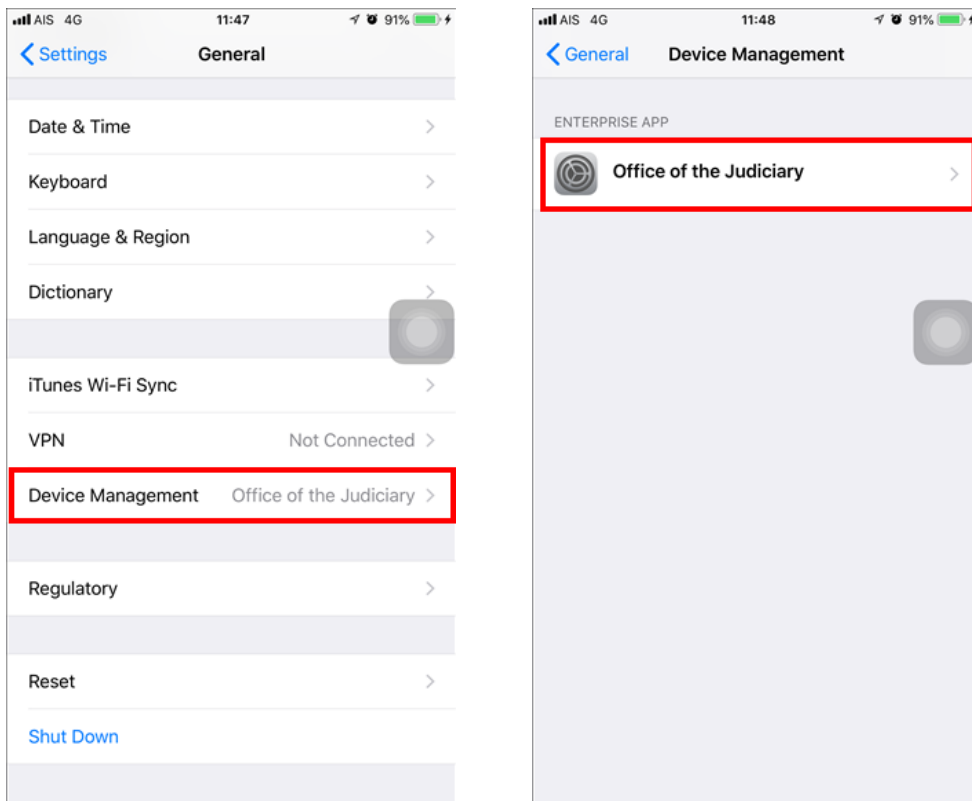 AIS 4G 11:47 91%
Settings General
Date & Time
Keyboard
Language & Region
Dictionary
iTunes Wi-Fi Sync
VPN Not Connected
Device Management Office of the Judiciary
Regulatory
Reset
Shut Down
AIS 4G 11:48 91%
General Device Management
ENTERPRISE APP
Office of the Judiciary